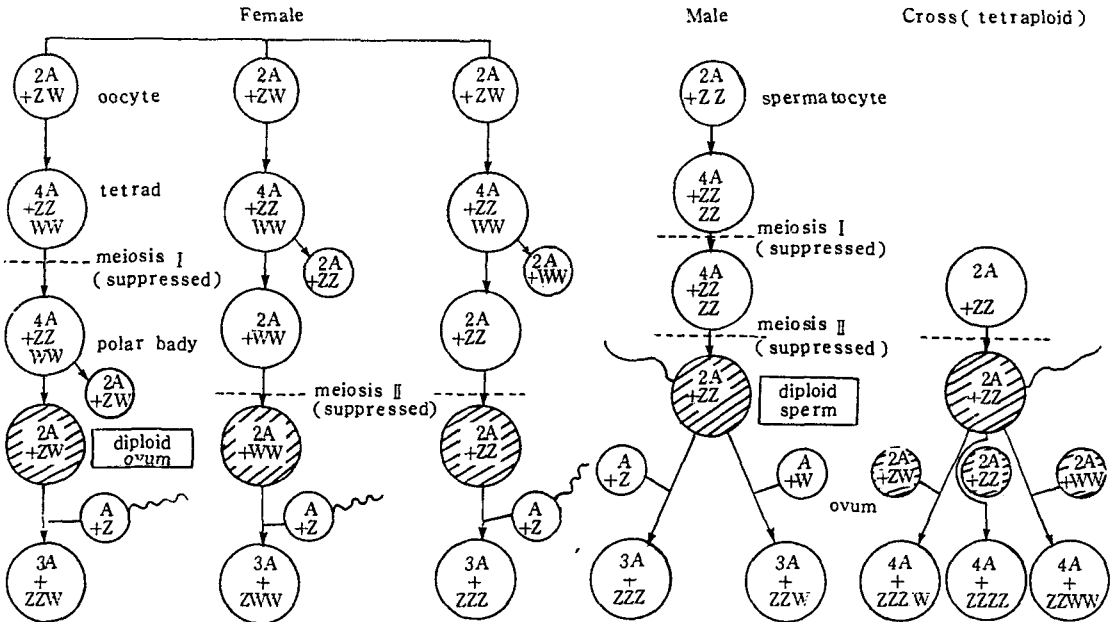 Female
Male
Cross( tetraploid)
2A
+ZW
oocyte
2A
+ZW
2A
+ZW
2A
+ZZ
spermatocyte
4A
+ZZ
WW
tetrad
4A
+ZZ
WW
2A
+ZZ
4A
+ZZ
WW
2A
+WW
4A
+ZZ
ZZ
meiosis I
(suppressed)
meiosis I
(suppressed)
4A
+ZZ
WW
polar bady
2A
+ZW
2A
+WW
2A
+ZZ
4A
+ZZ
ZZ
2A
+ZZ
meiosis II
(suppressed)
meiosis II
(suppressed)
2A
+ZW
diploid
ovum
2A
+WW
2A
+ZZ
2A
+ZZ
diploid
sperm
2A
+ZZ
A
+Z
A
+Z
A
+Z
A
+Z
A
+W
ovum
2A
+ZW
2A
+ZZ
2A
+WW
3A
+
ZZW
3A
+
ZWW
3A
+
ZZZ
3A
+
ZZZ
3A
+
ZZW
4A
+
ZZZW
4A
+
ZZZZ
4A
+
ZZWW